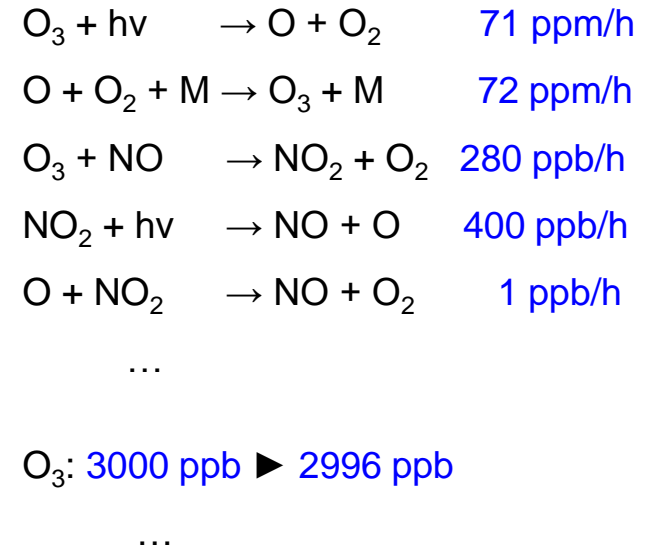 O₃ + hv → O + O₂ 71 ppm/h
O + O₂ + M → O₃ + M 72 ppm/h
O₃ + NO → NO₂ + O₂ 280 ppb/h
NO₂ + hv → NO + O 400 ppb/h
O + NO₂ → NO + O₂ 1 ppb/h
…
O₃: 3000 ppb ► 2996 ppb
…